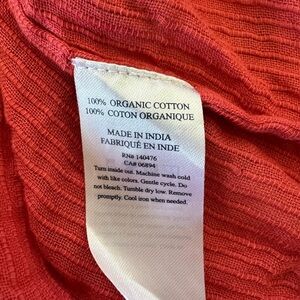 100% ORGANIC COTTON
100% COTON ORGANIQUE
MADE IN INDIA
FABRIQUÉ EN INDE
RN# 140476
CA# 06894
Turn inside out. Machine wash cold
with like colors. Gentle cycle. Do
not bleach. Tumble dry low. Remove
promptly. Cool iron when needed.